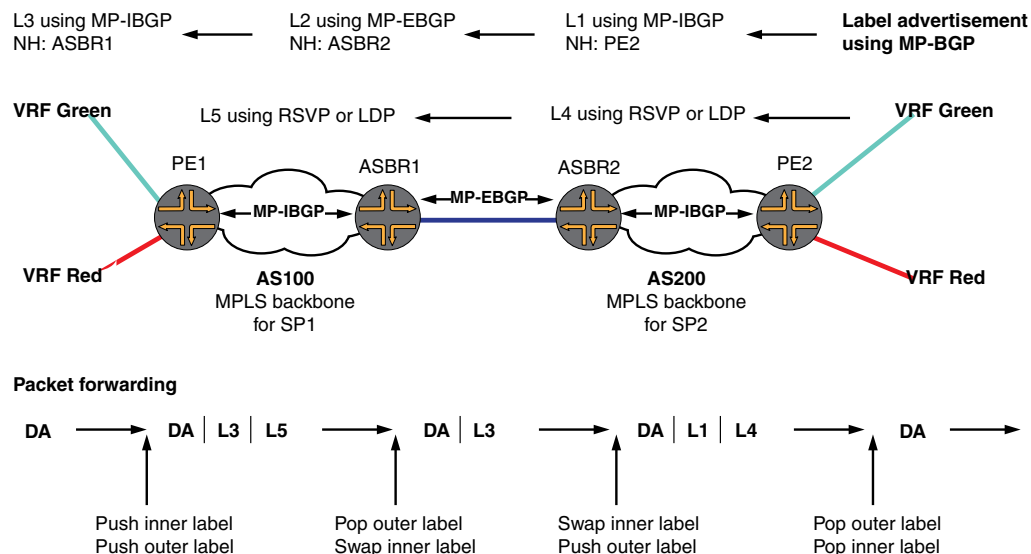 L3 using MP-IBGP
NH: ASBR1
L2 using MP-EBGP
NH: ASBR2
L1 using MP-IBGP
NH: PE2
Label advertisement
using MP-BGP
VRF Green
L5 using RSVP or LDP
L4 using RSVP or LDP
VRF Green
PE1
ASBR1
ASBR2
PE2
MP-IBGP
MP-EBGP
MP-IBGP
VRF Red
AS100
MPLS backbone
for SP1
AS200
MPLS backbone
for SP2
VRF Red
Packet forwarding
DA
DA | L3 | L5
DA | L3
DA | L1 | L4
DA
Push inner label
Push outer label
Pop outer label
Swap inner label
Swap inner label
Push outer label
Pop outer label
Pop inner label